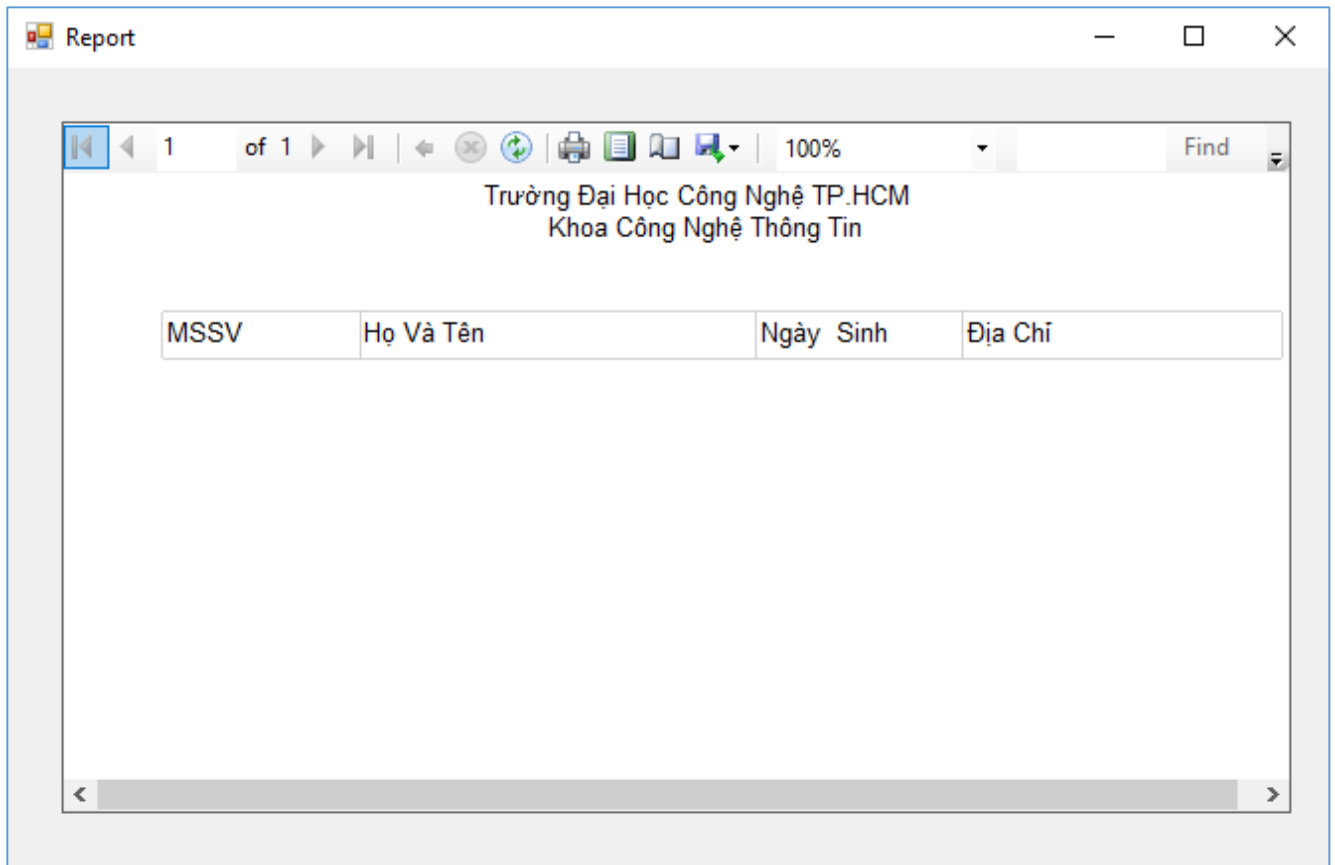 Report
1 of 1 100% Find
Trường Đại Học Công Nghệ TP.HCM
Khoa Công Nghệ Thông Tin
MSSV Họ Và Tên Ngày Sinh Địa Chỉ